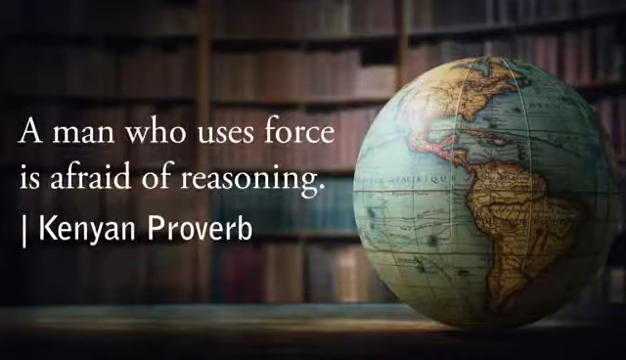 A man who uses force
is afraid of reasoning.
| Kenyan Proverb